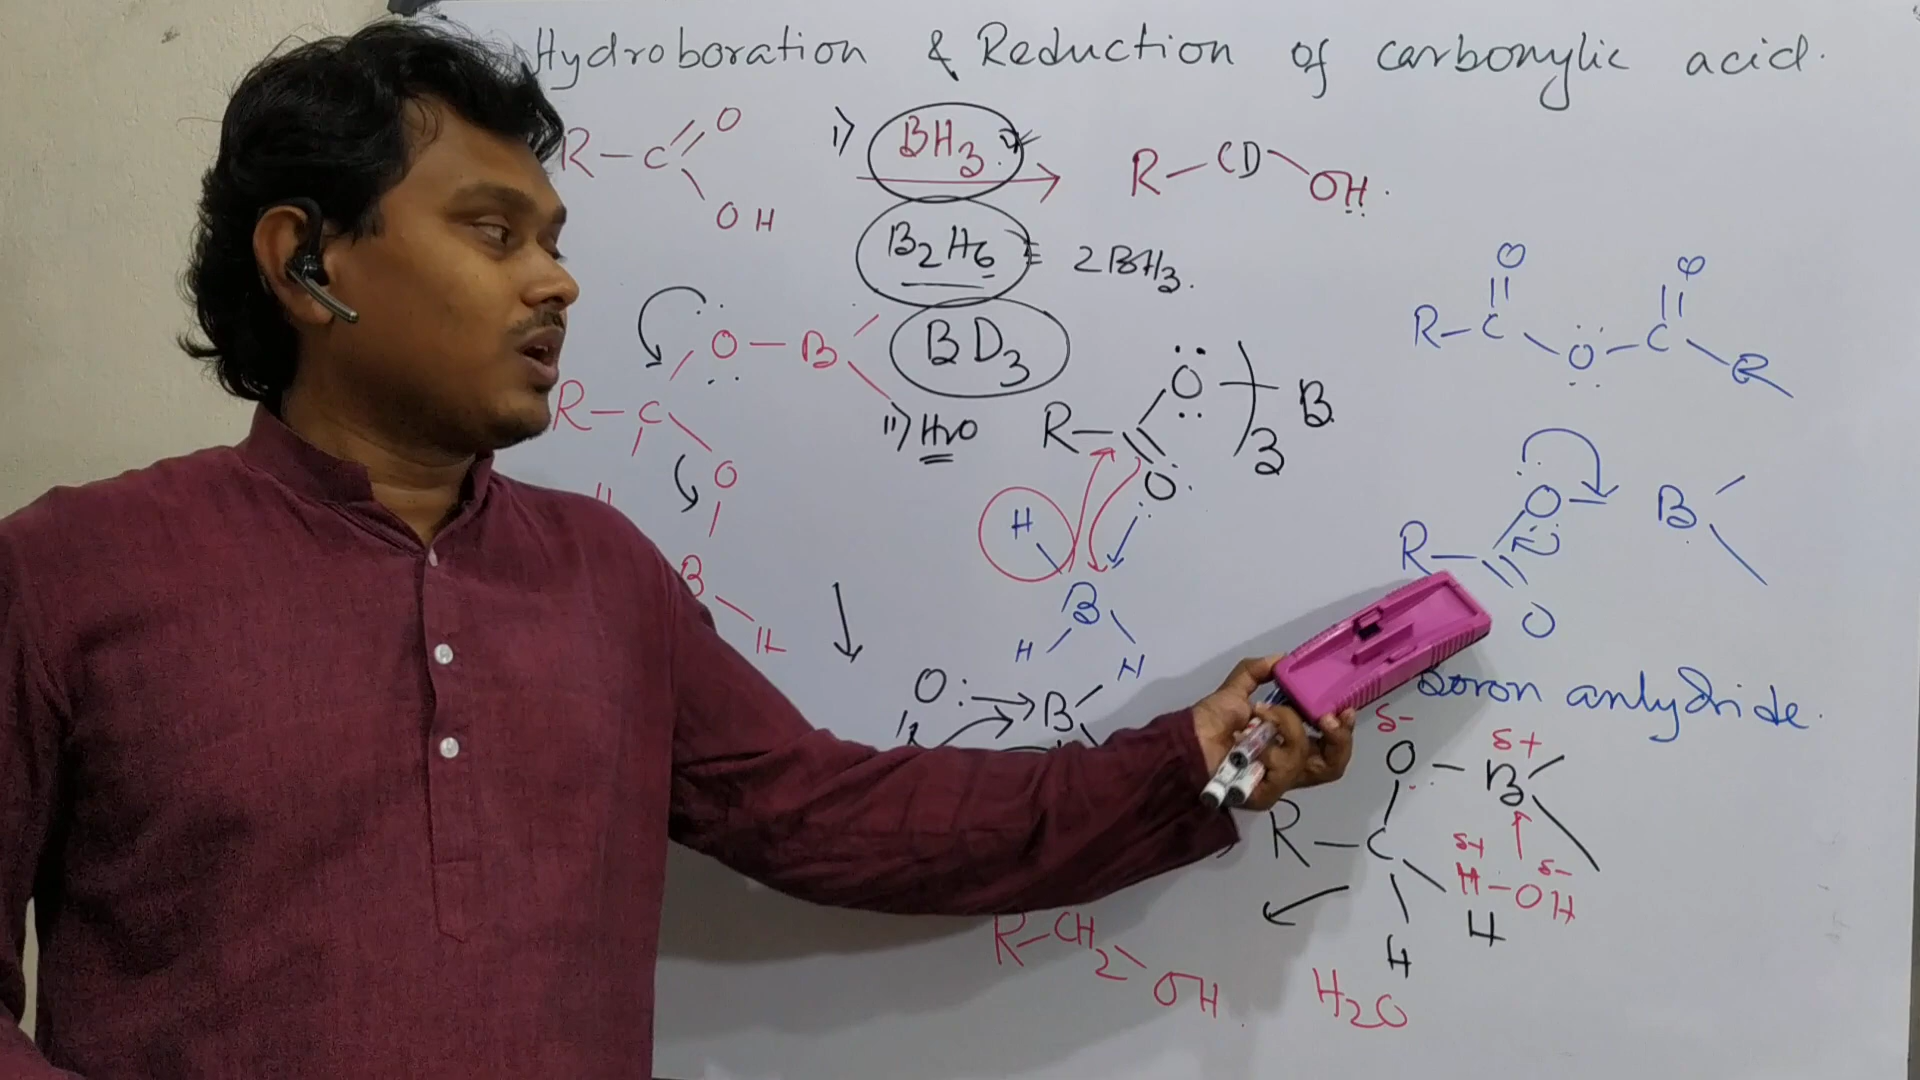 Hydroboration & Reduction of carbonylic acid.
R-C O
OH
i) BH3
R-CD OH
B2H6 = 2BH3.
BD3
ii) H2O
R-C O O-C R
O-B
R-C O
B
H
R-C O O )3 B
H
B
H H
R-C O O B
Boron anhydride.
O: B
R
δ- δ+
O-B
R-C
δ+ δ-
H-OH
H H
R-CH2 OH
H2O